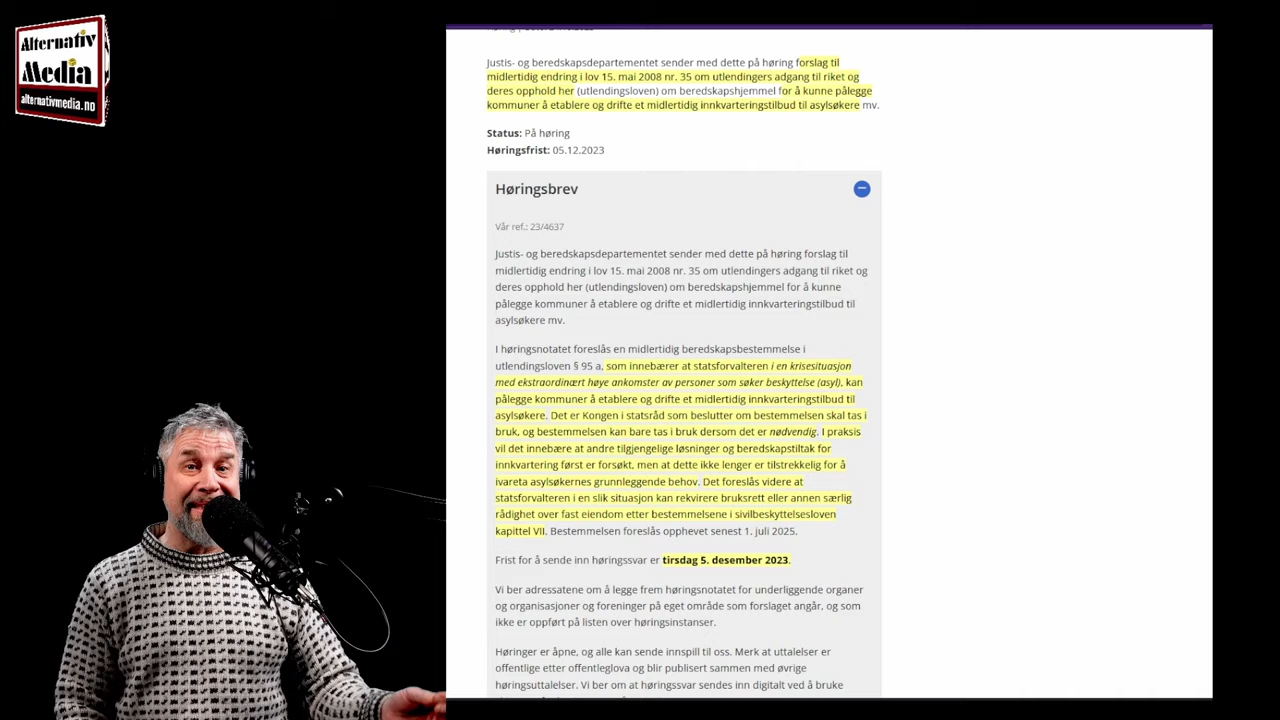 Alternativ
Media
alternativmedia.no
Justis- og beredskapsdepartementet sender med dette på høring forslag til
midlertidig endring i lov 15. mai 2008 nr. 35 om utlendingers adgang til riket og
deres opphold her (utlendingsloven) om beredskapshjemmel for å kunne pålegge
kommuner å etablere og drifte et midlertidig innkvarteringstilbud til asylsøkere mv.
Status: På høring
Høringsfrist: 05.12.2023
Høringsbrev
Vår ref.: 23/4637
Justis- og beredskapsdepartementet sender med dette på høring forslag til
midlertidig endring i lov 15. mai 2008 nr. 35 om utlendingers adgang til riket og
deres opphold her (utlendingsloven) om beredskapshjemmel for å kunne
pålegge kommuner å etablere og drifte et midlertidig innkvarteringstilbud til
asylsøkere mv.
I høringsnotatet foreslås en midlertidig beredskapsbestemmelse i
utlendingsloven § 95 a, som innebærer at statsforvalteren i en krisesituasjon
med ekstraordinært høye ankomster av personer som søker beskyttelse (asyl), kan
pålegge kommuner å etablere og drifte et midlertidig innkvarteringstilbud til
asylsøkere. Det er Kongen i statsråd som beslutter om bestemmelsen skal tas i
bruk, og bestemmelsen kan bare tas i bruk dersom det er nødvendig. I praksis
vil det innebære at andre tilgjengelige løsninger og beredskapstiltak for
innkvartering først er forsøkt, men at dette ikke lenger er tilstrekkelig for å
ivareta asylsøkernes grunnleggende behov. Det foreslås videre at
statsforvalteren i en slik situasjon kan rekvirere bruksrett eller annen særlig
rådighet over fast eiendom etter bestemmelsene i sivilbeskyttelsesloven
kapittel VII. Bestemmelsen foreslås opphevet senest 1. juli 2025.
Frist for å sende inn høringssvar er tirsdag 5. desember 2023.
Vi ber adressatene om å legge frem høringsnotatet for underliggende organer
og organisasjoner og foreninger på eget område som forslaget angår, og som
ikke er oppført på listen over høringsinstanser.
Høringer er åpne, og alle kan sende innspill til oss. Merk at uttalelser er
offentlige etter offentleglova og blir publisert sammen med øvrige
høringsuttalelser. Vi ber om at høringssvar sendes inn digitalt ved å bruke